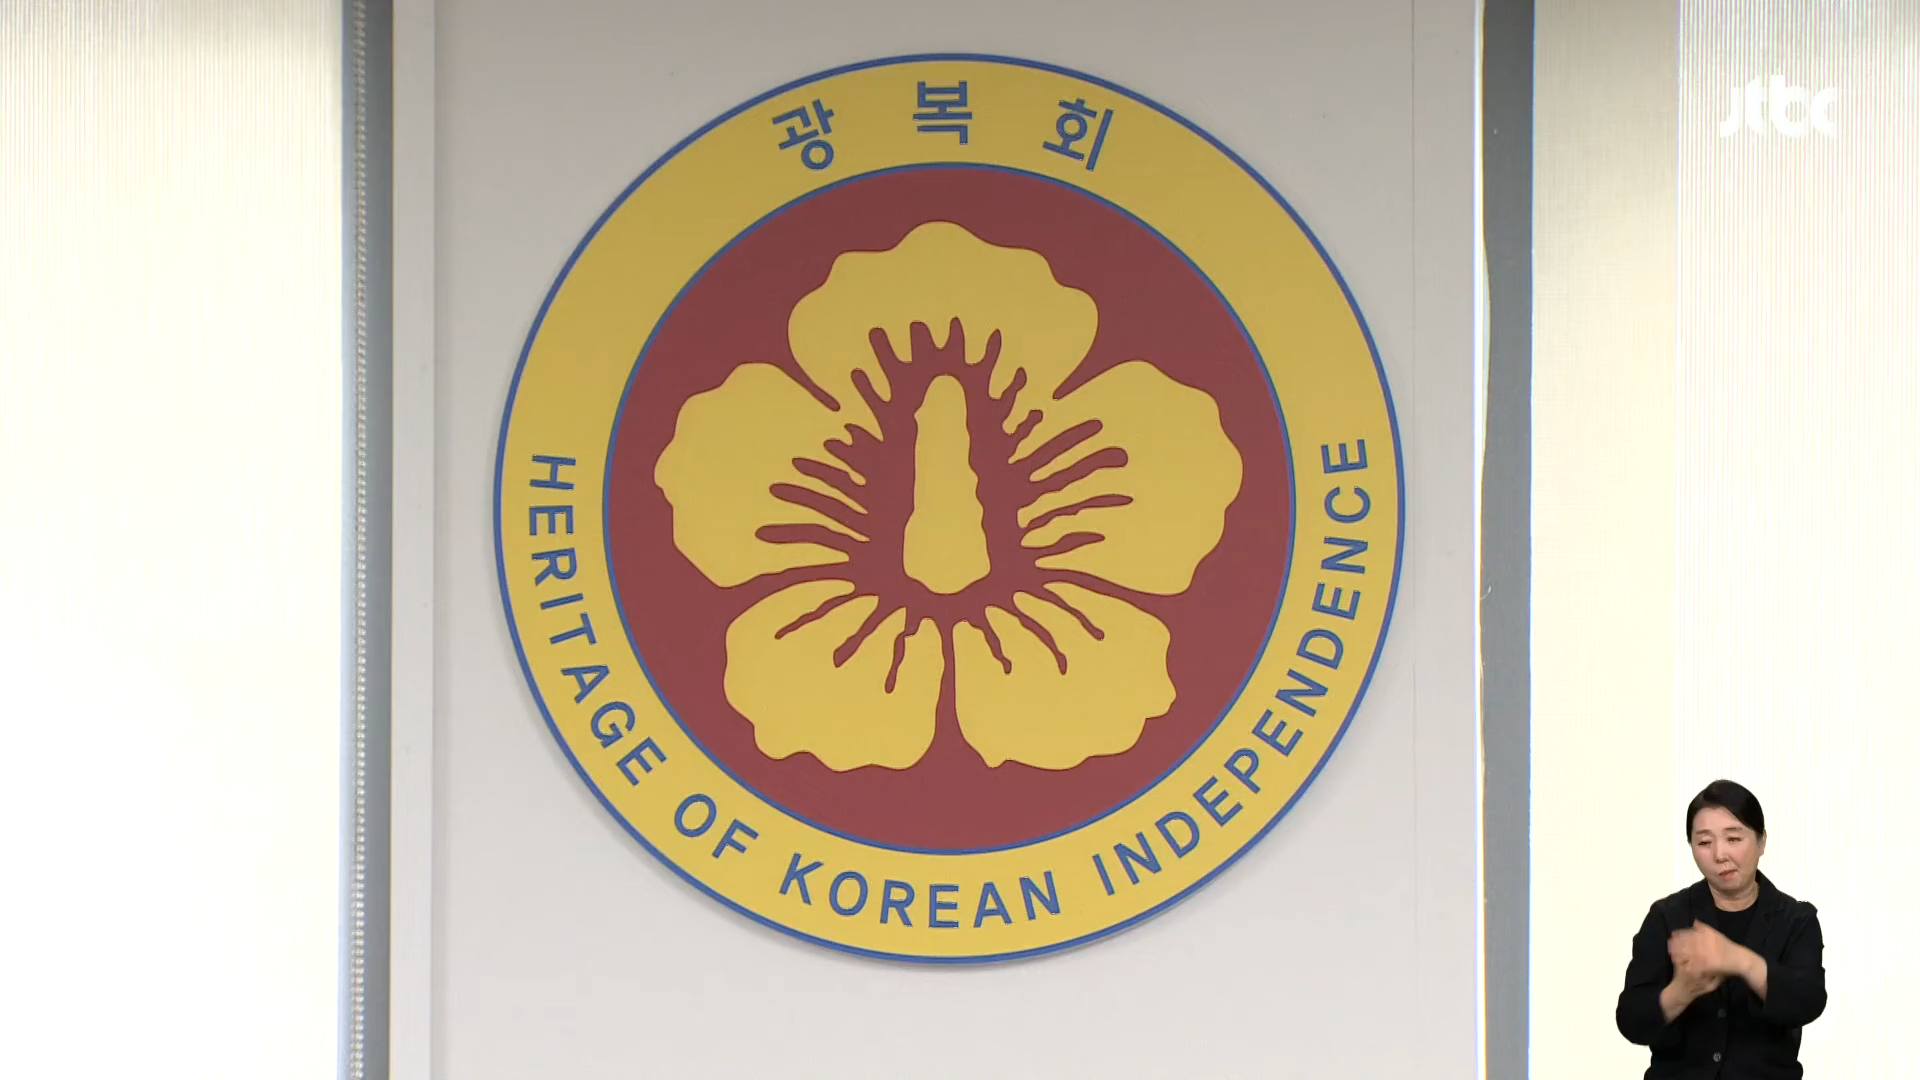 광복회
HERITAGE OF KOREAN INDEPENDENCE
jtbc